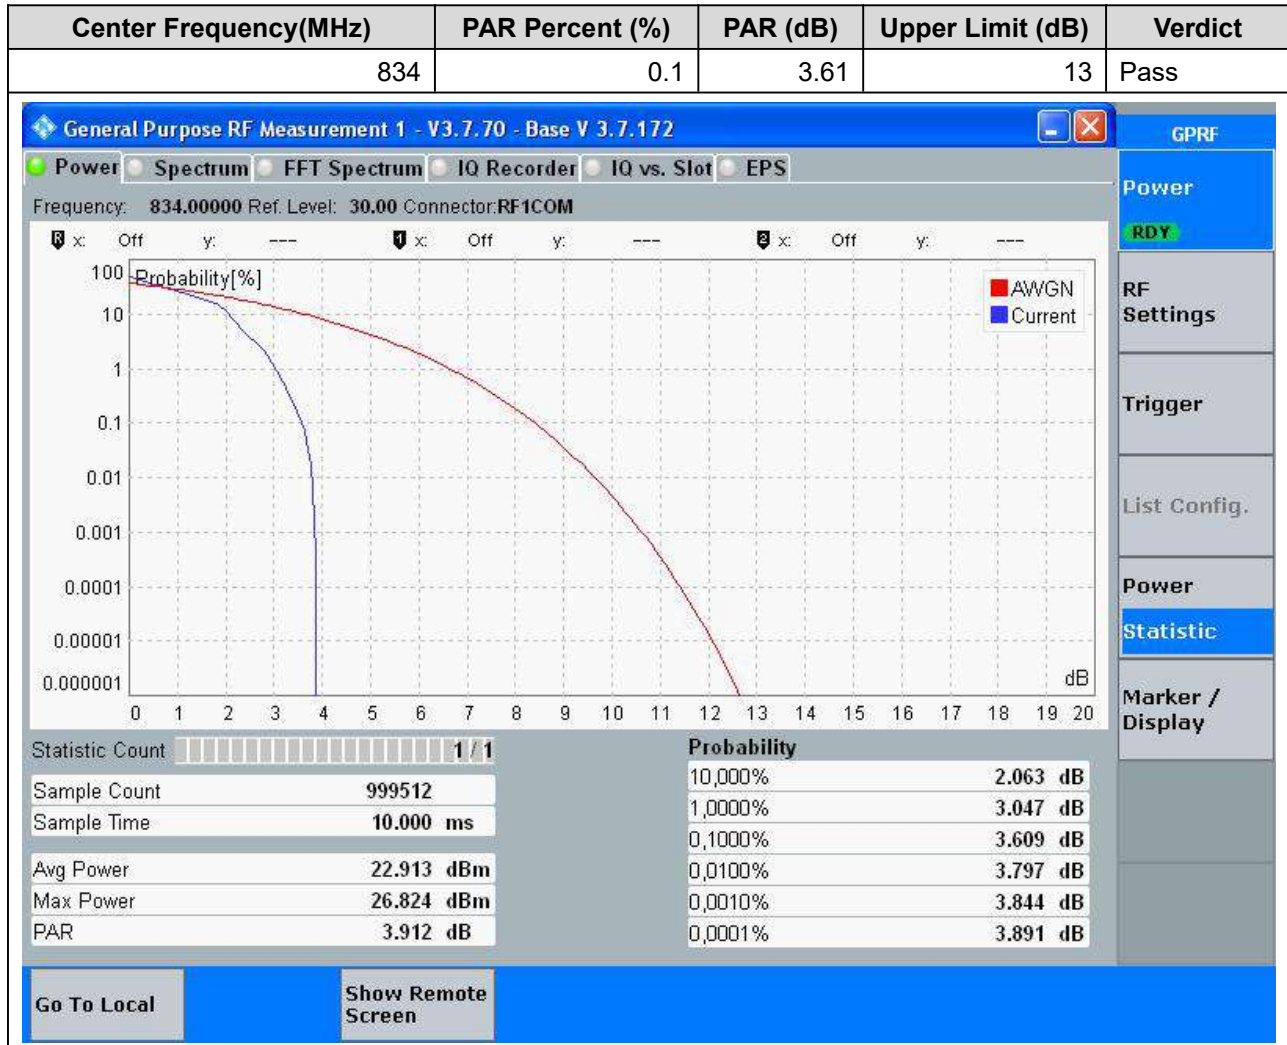 Center Frequency(MHz) PAR Percent (%) PAR (dB) Upper Limit (dB) Verdict
834 0.1 3.61 13 Pass
General Purpose RF Measurement 1 - V3.7.70 - Base V 3.7.172
GPRF
Power Spectrum FFT Spectrum IQ Recorder IQ vs. Slot EPS
Frequency: 834.00000 Ref. Level: 30.00 Connector:RF1COM
R x: Off y: --- 1 x: Off y: --- 2 x: Off y: ---
Probability[%]
AWGN
Current
100
10
1
0.1
0.01
0.001
0.0001
0.00001
0.000001
dB
0 1 2 3 4 5 6 7 8 9 10 11 12 13 14 15 16 17 18 19 20
Statistic Count 1 / 1
Sample Count 999512
Sample Time 10.000 ms
Avg Power 22.913 dBm
Max Power 26.824 dBm
PAR 3.912 dB
Probability
10,000% 2.063 dB
1,0000% 3.047 dB
0,1000% 3.609 dB
0,0100% 3.797 dB
0,0010% 3.844 dB
0,0001% 3.891 dB
Power
RDY
RF
Settings
Trigger
List Config.
Power
Statistic
Marker /
Display
Go To Local
Show Remote
Screen